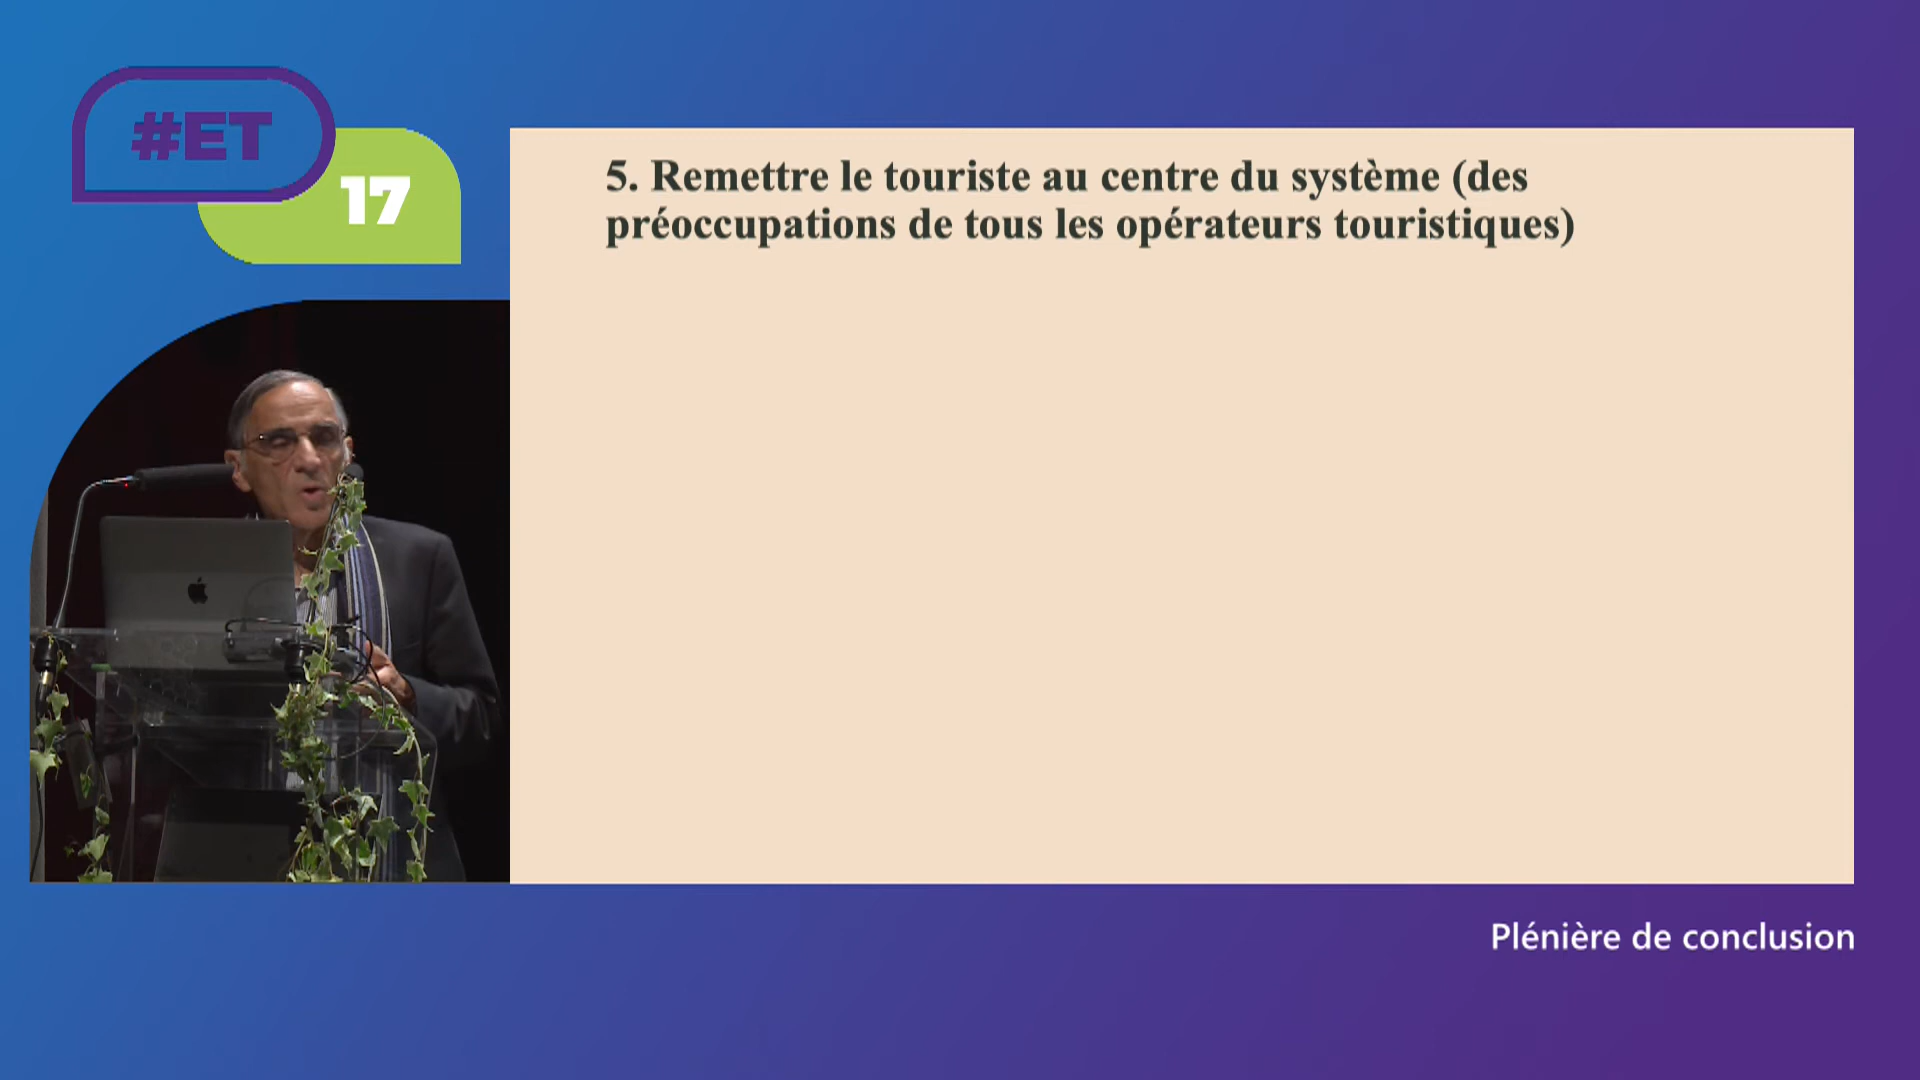 #ET
17
5. Remettre le touriste au centre du système (des
préoccupations de tous les opérateurs touristiques)
Plénière de conclusion